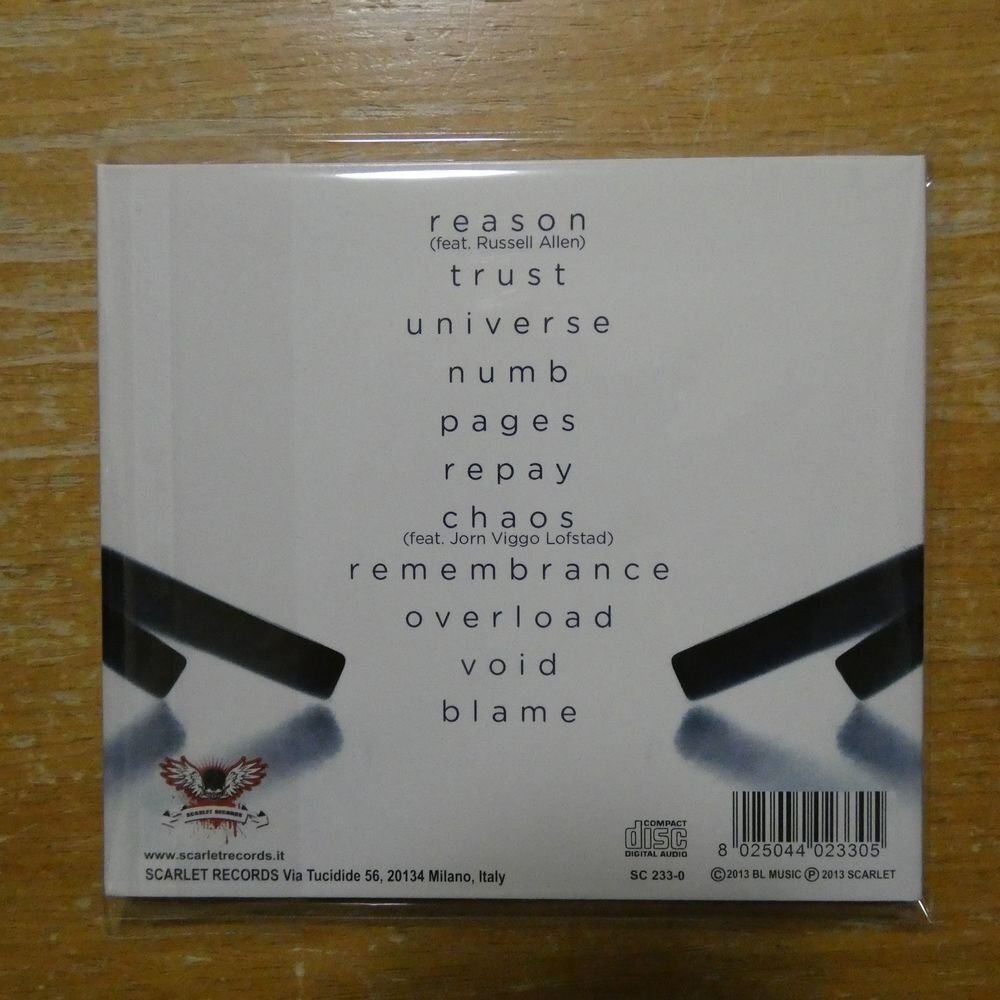 reason
(feat. Russell Allen)
trust
universe
numb
pages
repay
chaos
(feat. Jorn Viggo Lofstad)
remembrance
overload
void
blame
SCARLET RECORDS
www.scarletrecords.it
SCARLET RECORDS Via Tucidide 56, 20134 Milano, Italy
COMPACT
disc
DIGITAL AUDIO
SC 233-0
8 025044 023305
©2013 BL MUSIC ℗ 2013 SCARLET